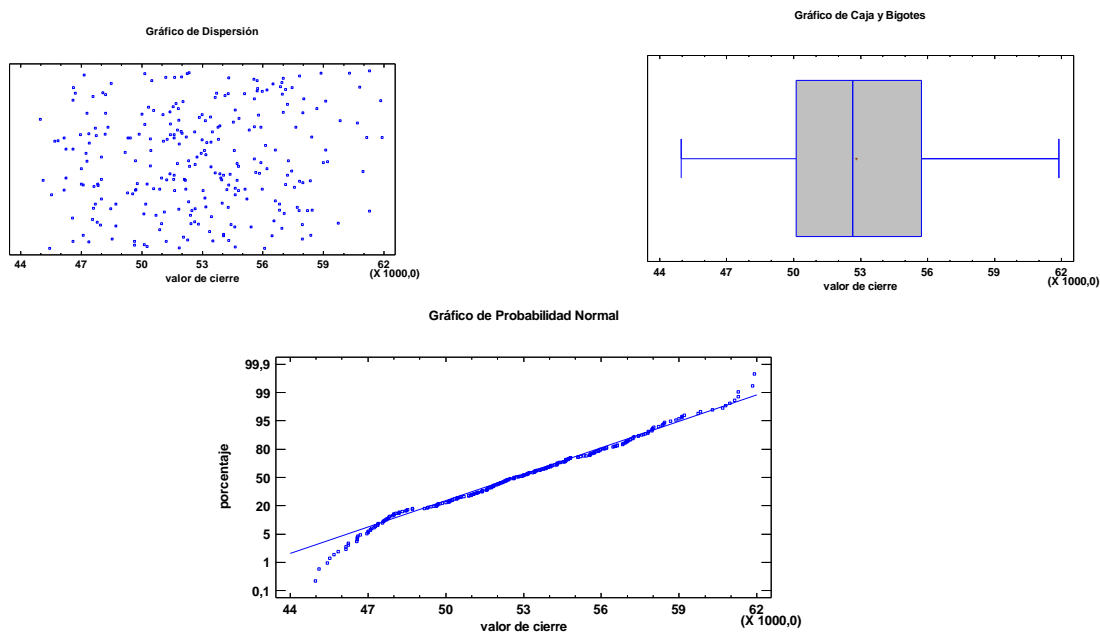 Gráfico de Dispersión
44 47 50 53 56 59 62
(X 1000,0)
valor de cierre
Gráfico de Caja y Bigotes
44 47 50 53 56 59 62
(X 1000,0)
valor de cierre
Gráfico de Probabilidad Normal
porcentaje
99,9
99
95
80
50
20
5
1
0,1
44 47 50 53 56 59 62
(X 1000,0)
valor de cierre